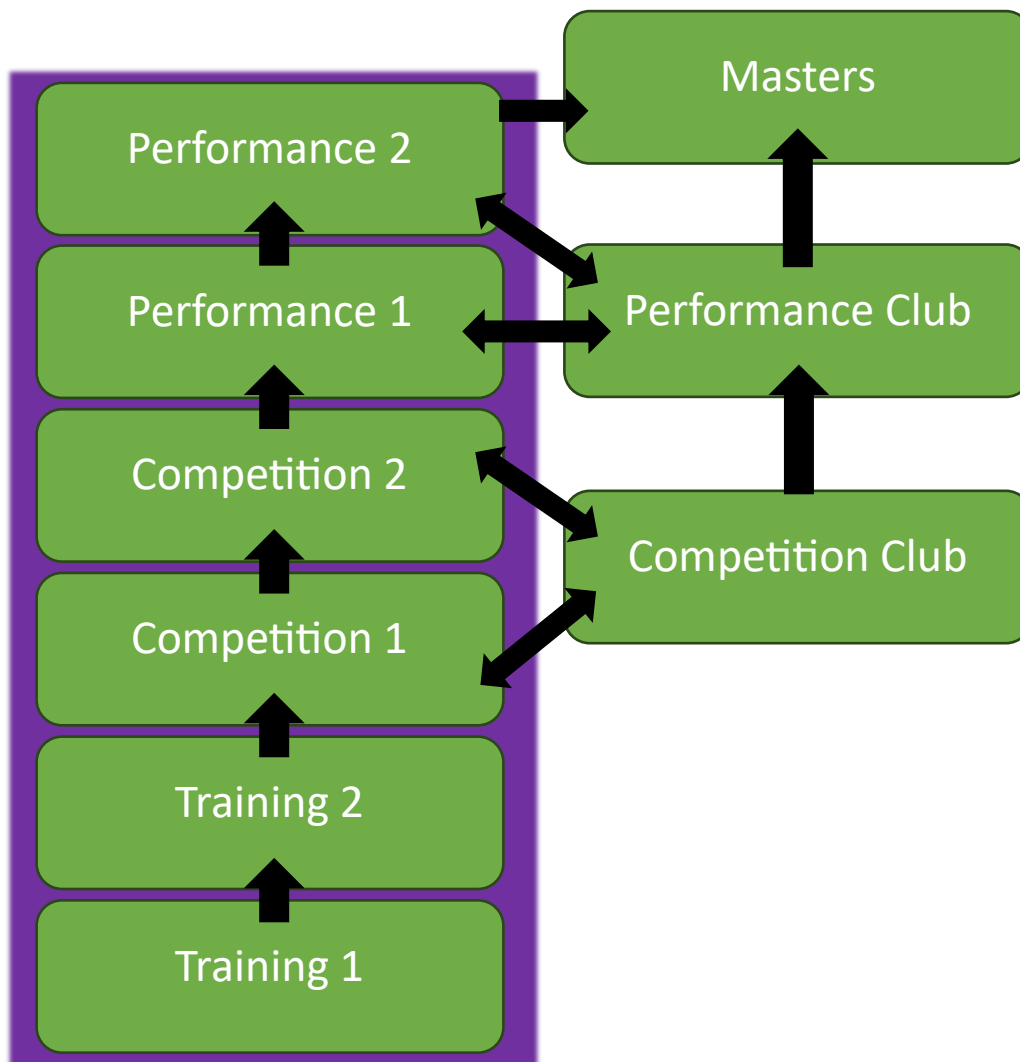 Masters
Performance 2
Performance 1
Performance Club
Competition 2
Competition Club
Competition 1
Training 2
Training 1